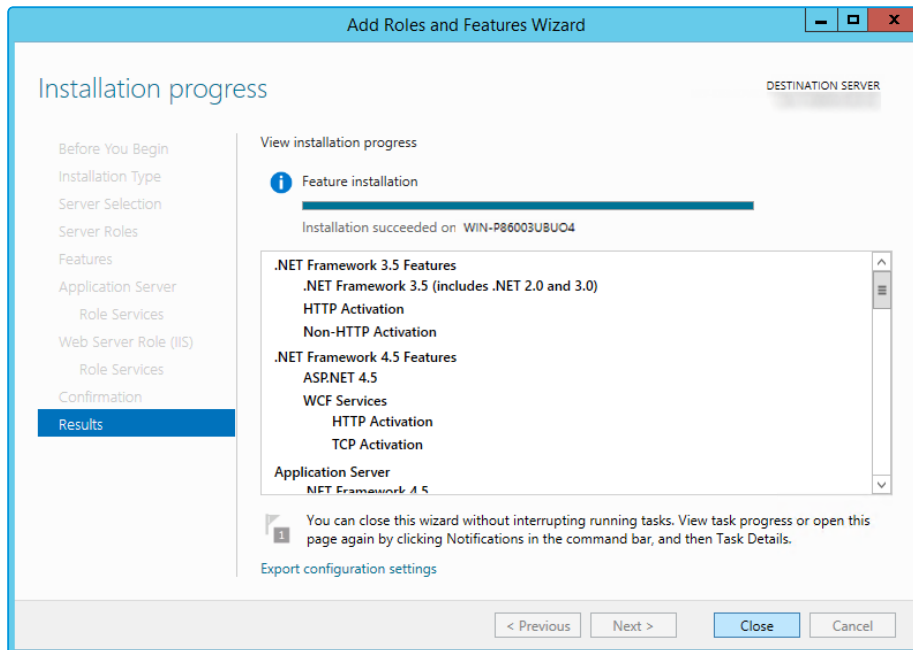 Add Roles and Features Wizard
Installation progress
DESTINATION SERVER
Before You Begin
Installation Type
Server Selection
Server Roles
Features
Application Server
Role Services
Web Server Role (IIS)
Role Services
Confirmation
Results
View installation progress
Feature installation
Installation succeeded on WIN-P86003UBUO4
.NET Framework 3.5 Features
.NET Framework 3.5 (includes .NET 2.0 and 3.0)
HTTP Activation
Non-HTTP Activation
.NET Framework 4.5 Features
ASP.NET 4.5
WCF Services
HTTP Activation
TCP Activation
Application Server
.NET Framework 4.5
1
You can close this wizard without interrupting running tasks. View task progress or open this
page again by clicking Notifications in the command bar, and then Task Details.
Export configuration settings
< Previous
Next >
Close
Cancel